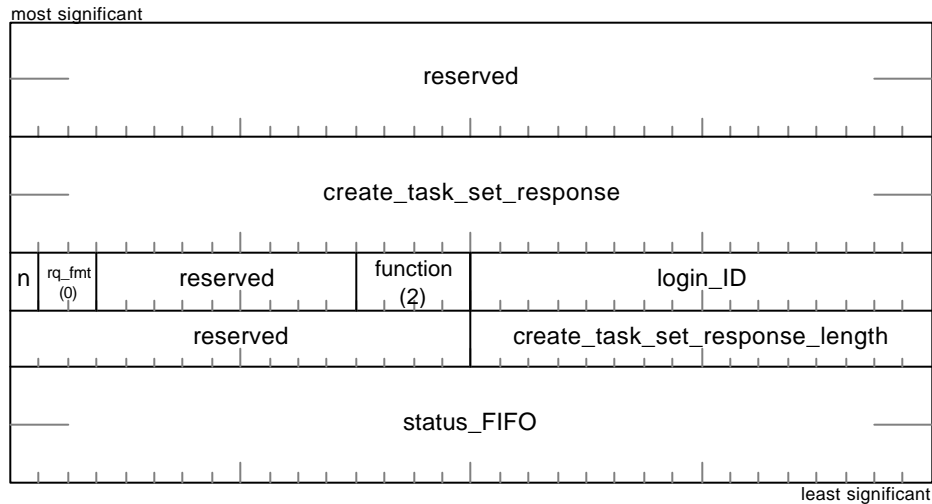 most significant
reserved
create_task_set_response
n rq_fmt reserved function login_ID
(0) (2)
reserved create_task_set_response_length
status_FIFO
least significant